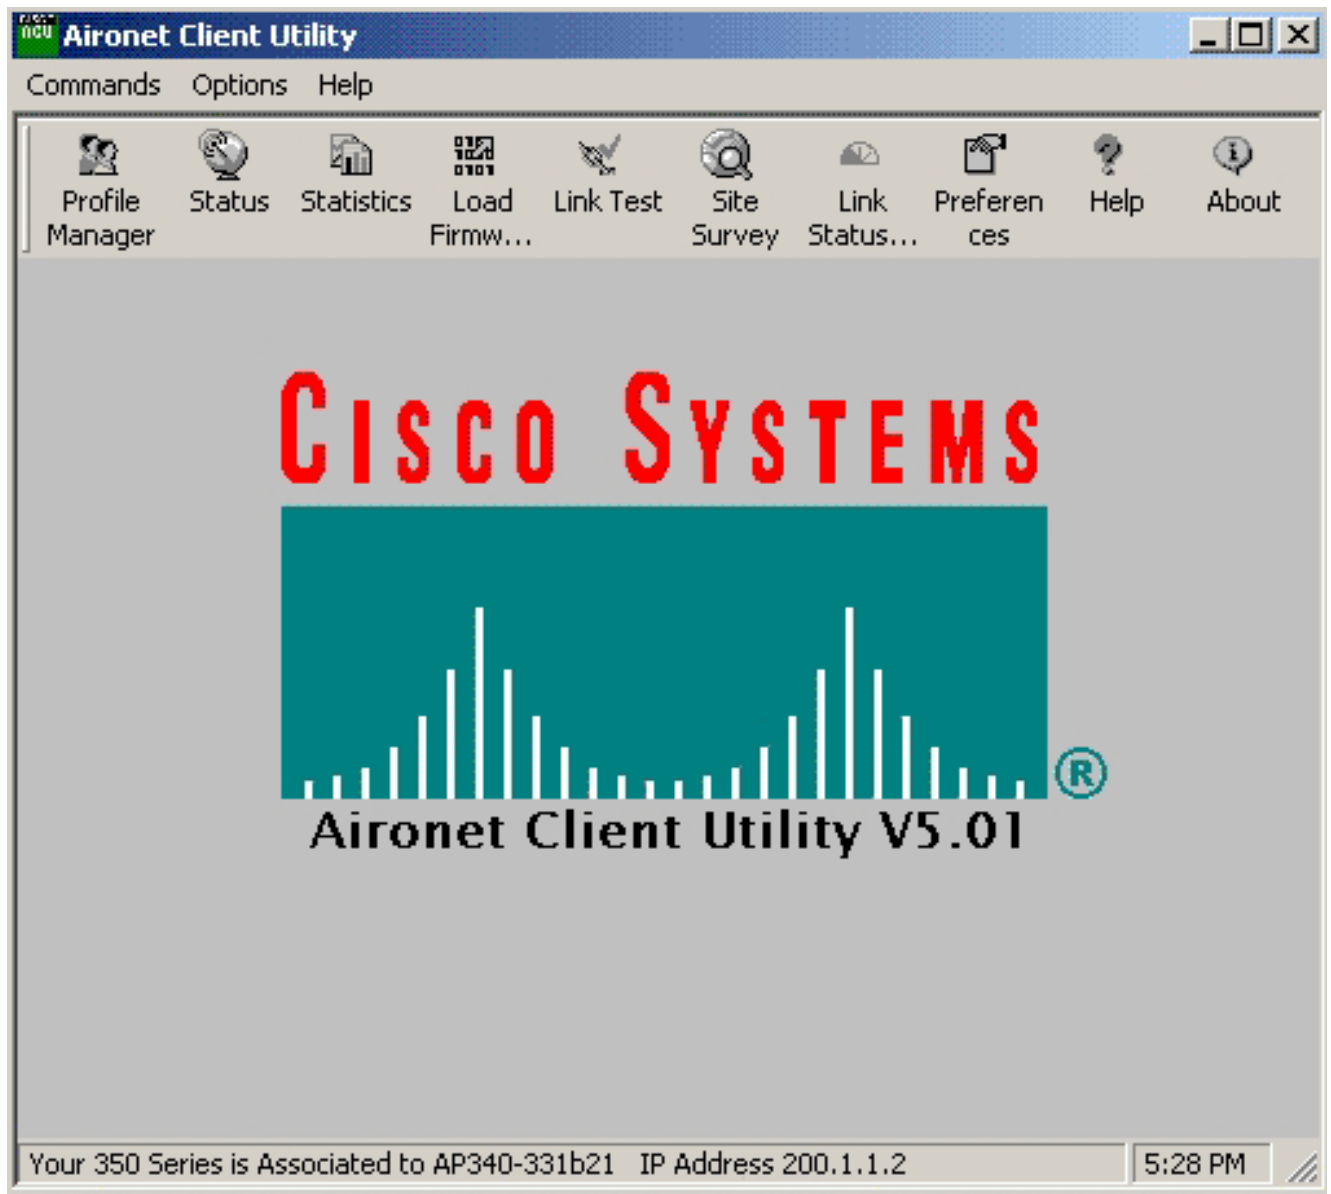 Aironet Client Utility
Commands Options Help
Profile Manager
Status
Statistics
Load Firmw...
Link Test
Site Survey
Link Status...
Preferen ces
Help
About
CISCO SYSTEMS
®
Aironet Client Utility V5.01
Your 350 Series is Associated to AP340-331b21 IP Address 200.1.1.2
5:28 PM